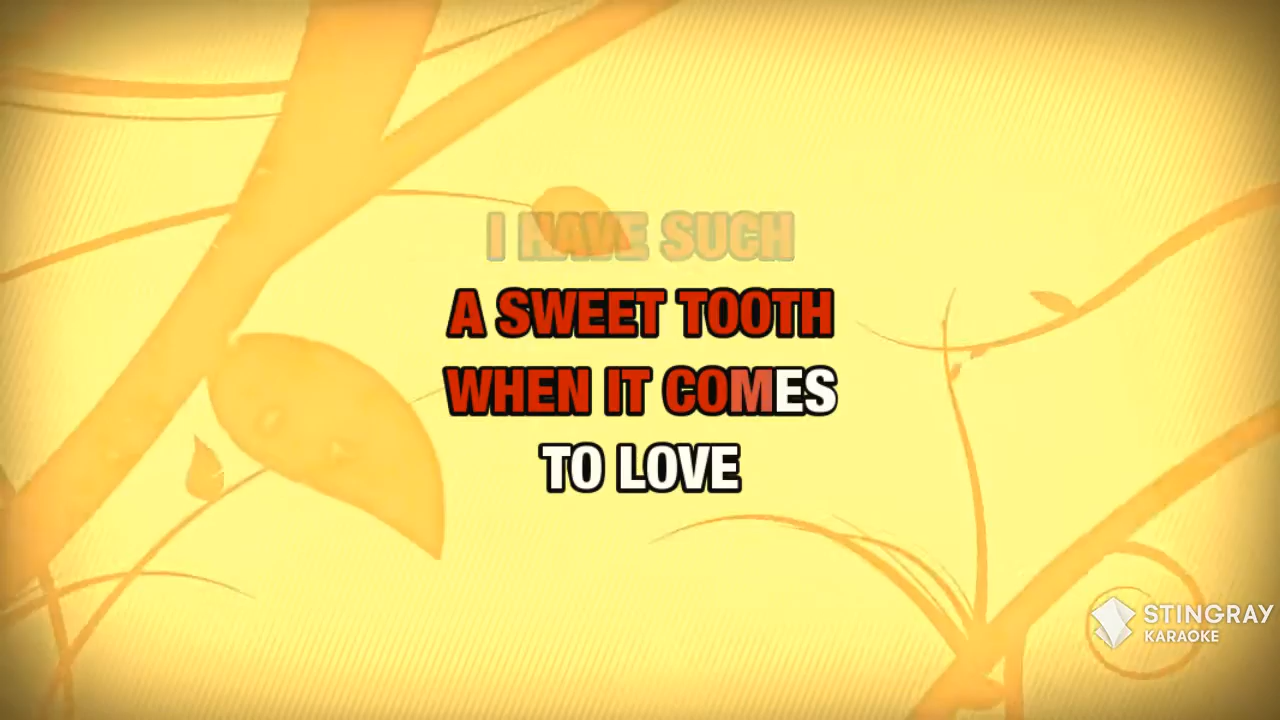 I HAVE SUCH
A SWEET TOOTH
WHEN IT COMES
TO LOVE
STINGRAY
KARAOKE